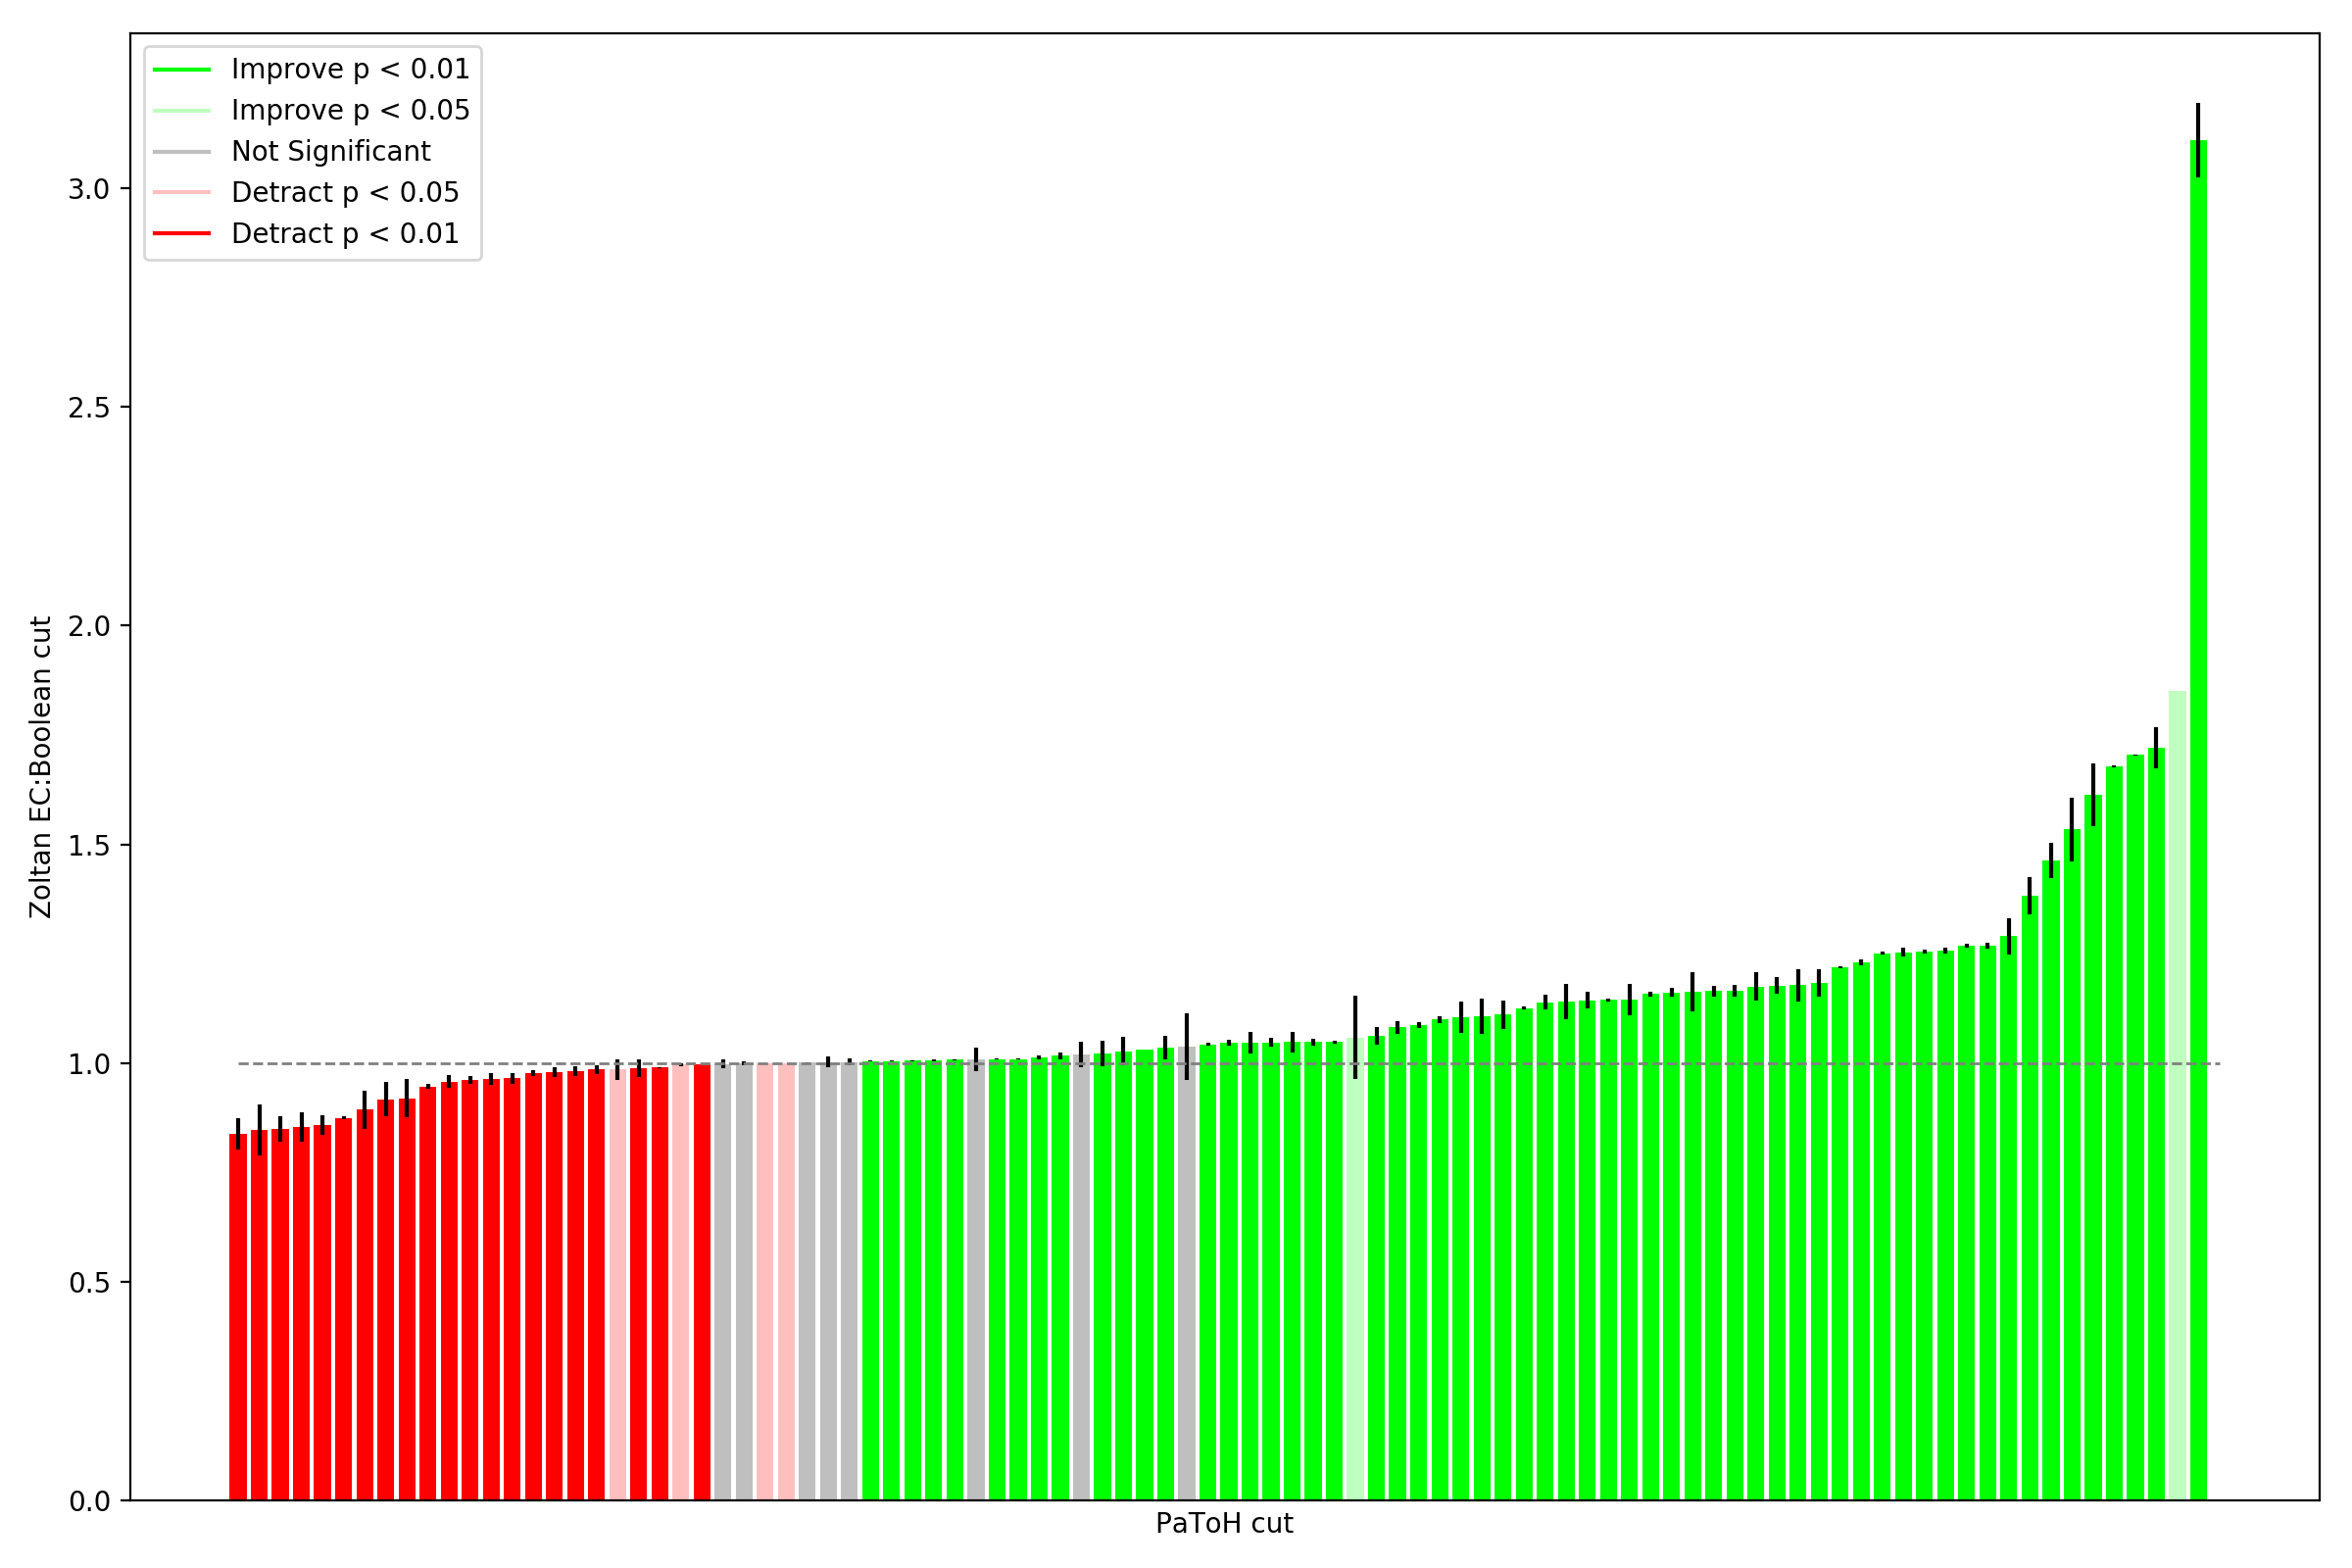 Improve p < 0.01
Improve p < 0.05
Not Significant
Detract p < 0.05
Detract p < 0.01
3.0
2.5
2.0
1.5
1.0
0.5
0.0
Zoltan EC:Boolean cut
PaToH cut